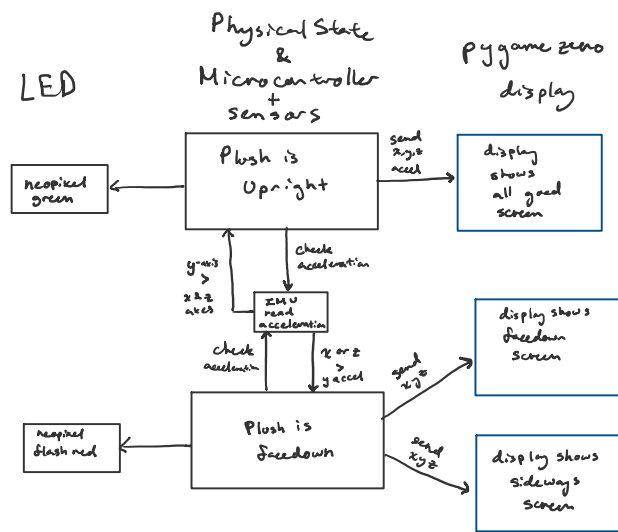 LED
Physical State
&
Microcontroller
+
sensors
pygame zero
display
neopixel
green
Plush is
Upright
send
x,y,z
accel
display
shows
all good
screen
y-axis
>
x & z
axes
check
acceleration
IMU
read
acceleration
check
acceleration
x or z
>
y accel
display shows
facedown
screen
send
x,y,z
neopixel
flash red
Plush is
facedown
send
x y z
display shows
sideways
screen